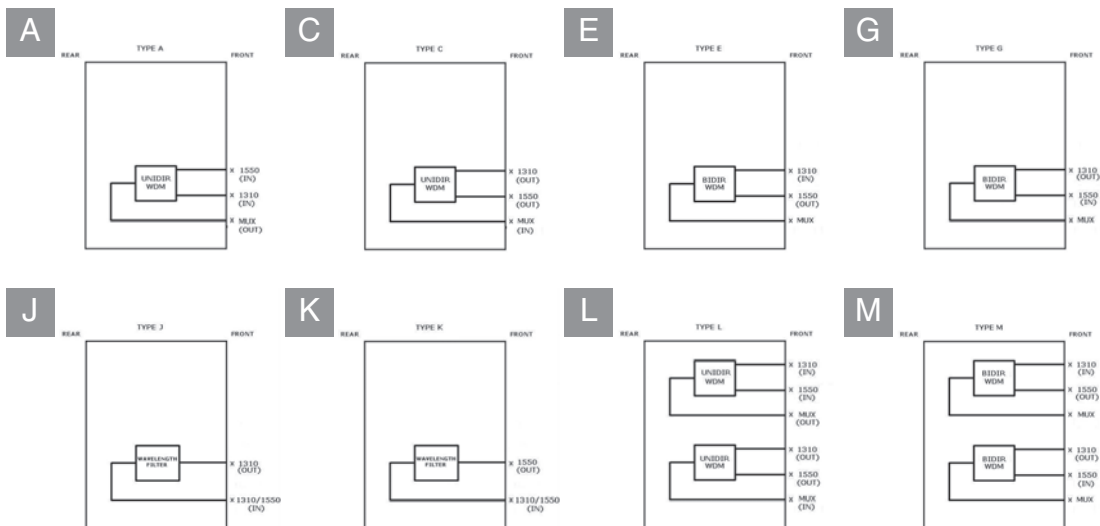 A
TYPE A
REAR
FRONT
UNIDIR
WDM
X 1550
(IN)
X 1310
(IN)
X MUX
(OUT)
C
TYPE C
REAR
FRONT
UNIDIR
WDM
X 1310
(OUT)
X 1550
(OUT)
X MUX
(IN)
E
TYPE E
REAR
FRONT
BIDIR
WDM
X 1310
(IN)
X 1550
(OUT)
X MUX
G
TYPE G
REAR
FRONT
BIDIR
WDM
X 1310
(OUT)
X 1550
(IN)
X MUX
J
TYPE J
REAR
FRONT
WAVELENGTH
FILTER
X 1310
(OUT)
X 1310/1550
(IN)
K
TYPE K
REAR
FRONT
WAVELENGTH
FILTER
X 1550
(OUT)
X 1310/1550
(IN)
L
TYPE L
REAR
FRONT
UNIDIR
WDM
X 1310
(IN)
X 1550
(IN)
X MUX
(OUT)
UNIDIR
WDM
X 1310
(OUT)
X 1550
(OUT)
X MUX
(IN)
M
TYPE M
REAR
FRONT
BIDIR
WDM
X 1310
(IN)
X 1550
(OUT)
X MUX
BIDIR
WDM
X 1310
(OUT)
X 1550
(IN)
X MUX